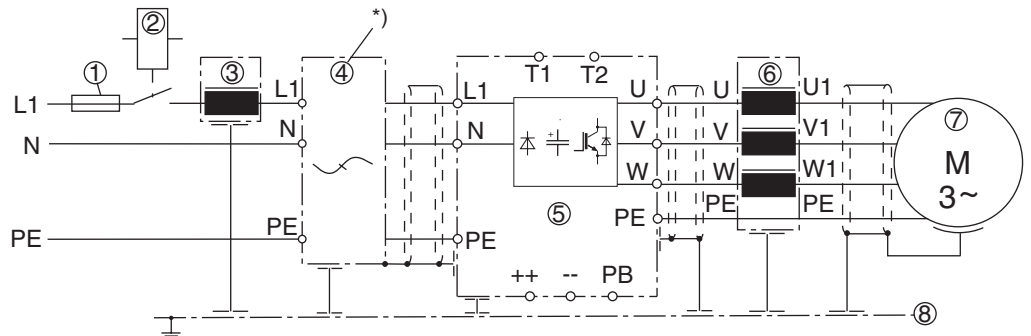 ② *)
① ③ ④ T1 T2 ⑥
L1 L1 L1 U U U1
⑦
N N N V V V1
M
W W W1
3~
PE PE PE
⑤
PE PE PE
++ -- PB
⑧